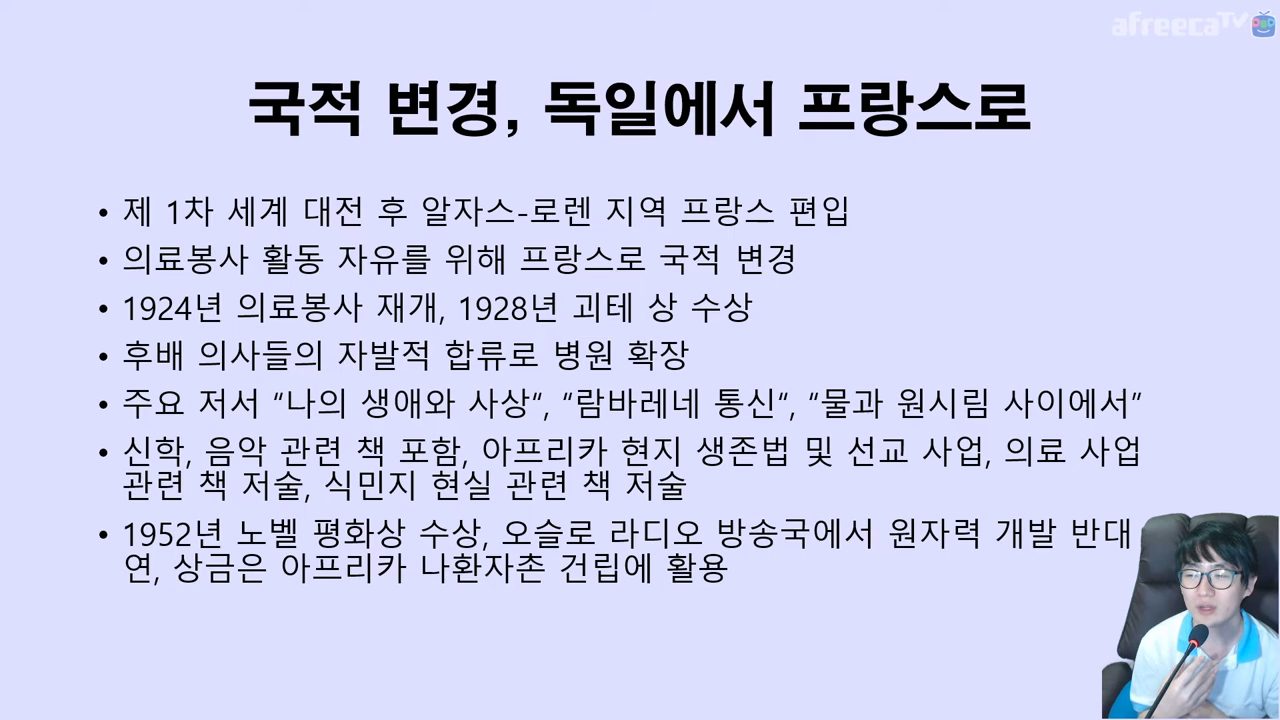 afreecaTV
국적 변경, 독일에서 프랑스로
• 제 1차 세계 대전 후 알자스-로렌 지역 프랑스 편입
• 의료봉사 활동 자유를 위해 프랑스로 국적 변경
• 1924년 의료봉사 재개, 1928년 괴테 상 수상
• 후배 의사들의 자발적 합류로 병원 확장
• 주요 저서 “나의 생애와 사상“, “람바레네 통신“, “물과 원시림 사이에서”
• 신학, 음악 관련 책 포함, 아프리카 현지 생존법 및 선교 사업, 의료 사업
관련 책 저술, 식민지 현실 관련 책 저술
• 1952년 노벨 평화상 수상, 오슬로 라디오 방송국에서 원자력 개발 반대
연, 상금은 아프리카 나환자촌 건립에 활용